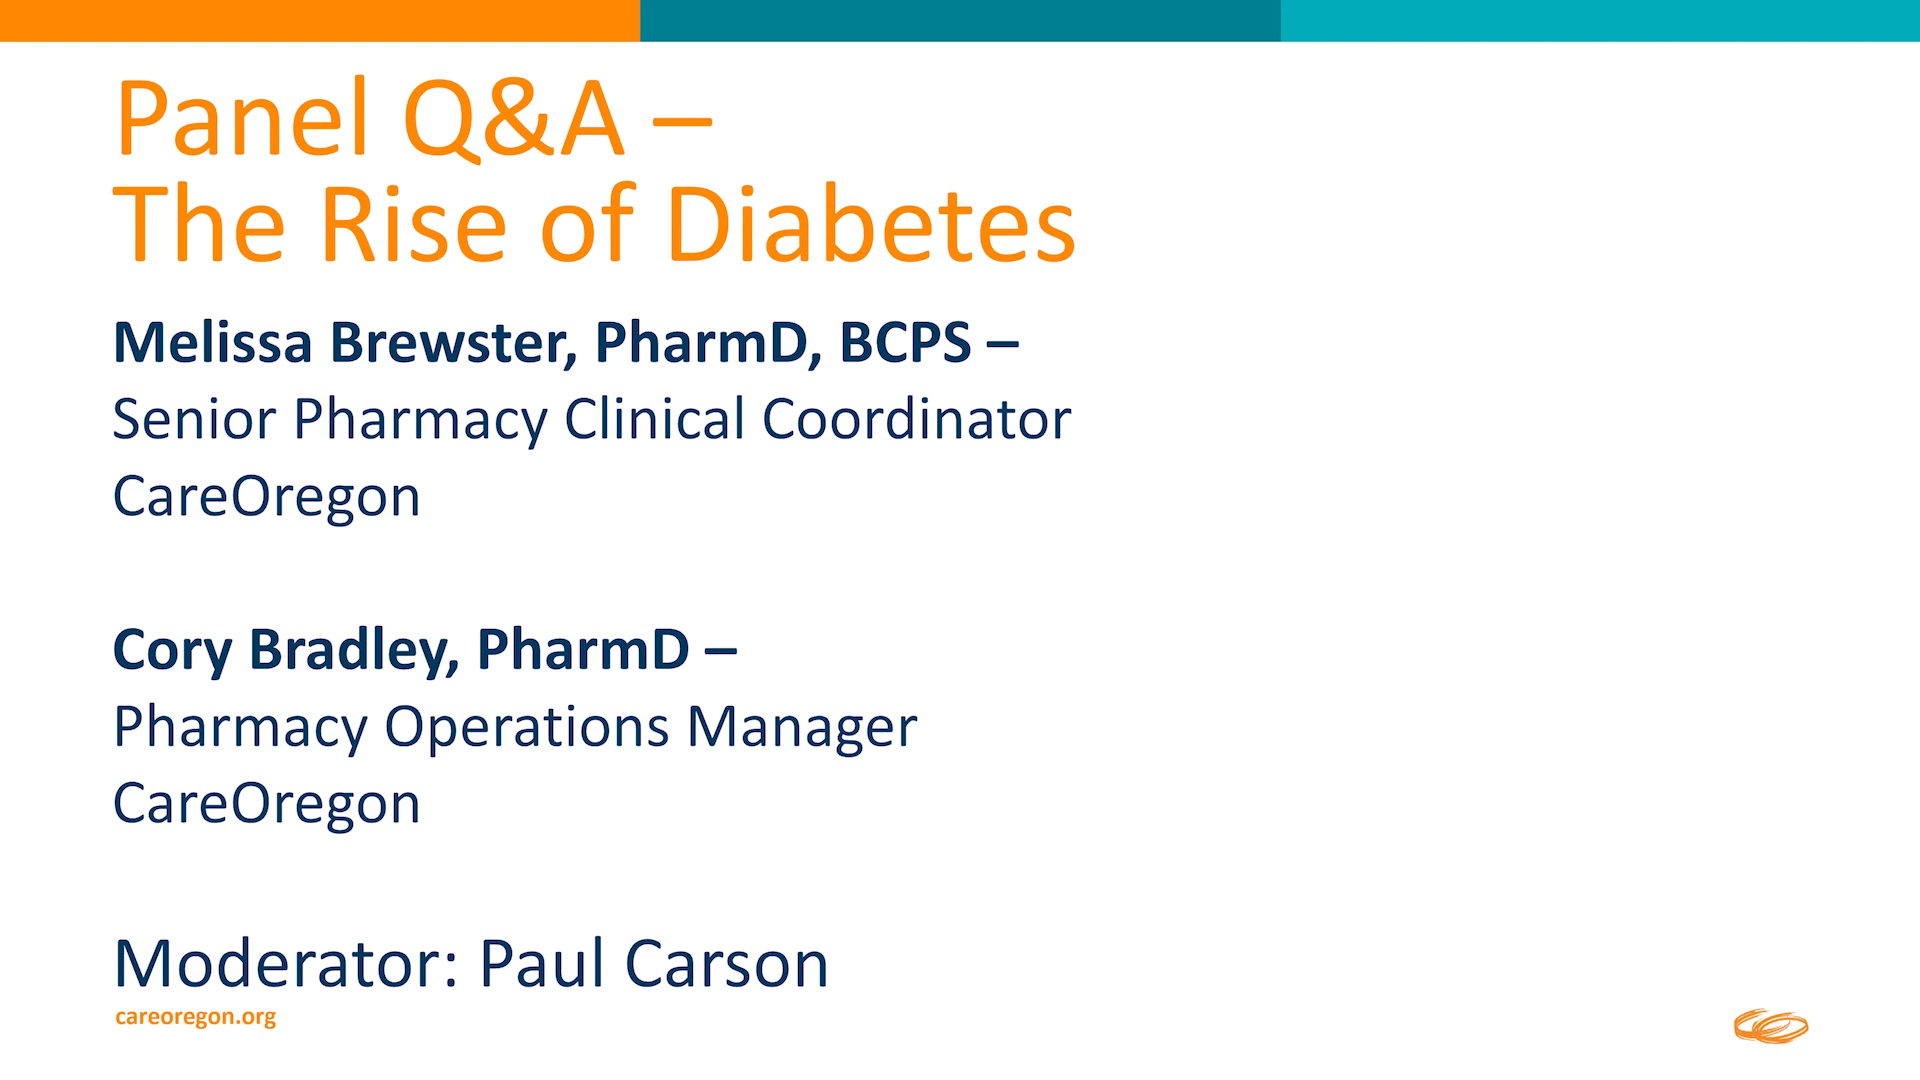 Panel Q&A –
The Rise of Diabetes
Melissa Brewster, PharmD, BCPS –
Senior Pharmacy Clinical Coordinator
CareOregon
Cory Bradley, PharmD –
Pharmacy Operations Manager
CareOregon
Moderator: Paul Carson
careoregon.org